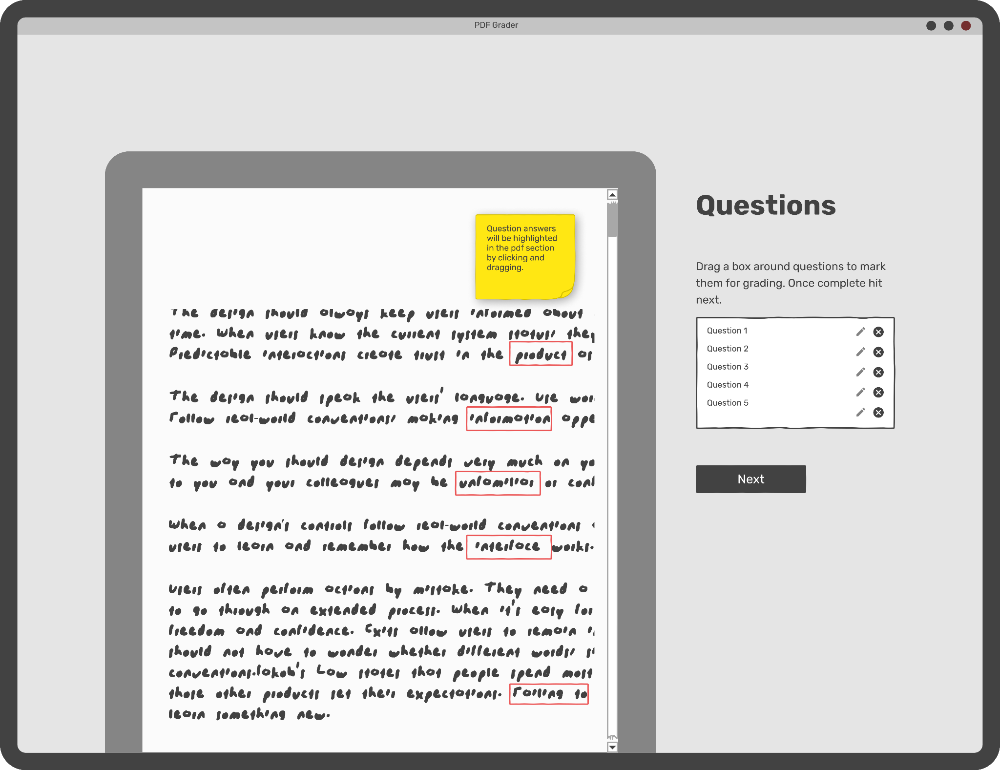 PDF Grader
Question answers
will be highlighted
in the pdf section
by clicking and
dragging.
The design should always keep users informed about
time. When users know the current system status, they
Predictable interactions create trust in the product as
The design should speak the users' language. Use
Follow real-world conventions, making information
The way you should design depends very much on
to you and your colleagues may be unfamiliar or
When a design's controls follow real-world conventions
users to learn and remember how the interface works.
Users often perform actions by mistake. They need a
to go through an extended process. When it's easy for
freedom and confidence. Exits allow users to remain
should not have to wonder whether different words,
conventions.Jakob's Law states that people spend most
those other products set their expectations. Failing to
learn something new.
Questions
Drag a box around questions to mark
them for grading. Once complete hit
next.
Question 1
Question 2
Question 3
Question 4
Question 5
Next